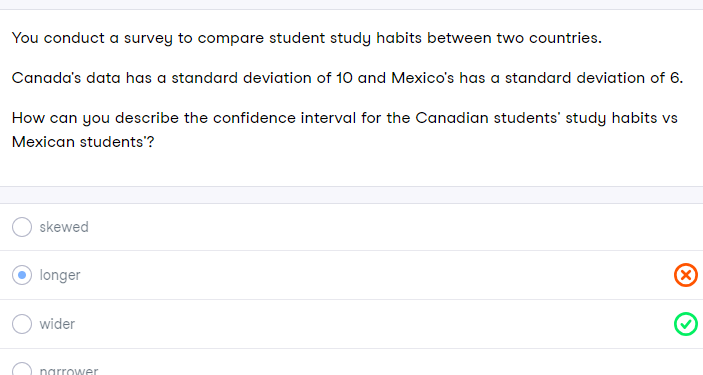 You conduct a survey to compare student study habits between two countries.
Canada's data has a standard deviation of 10 and Mexico's has a standard deviation of 6.
How can you describe the confidence interval for the Canadian students' study habits vs
Mexican students'?
skewed
longer
wider
narrower